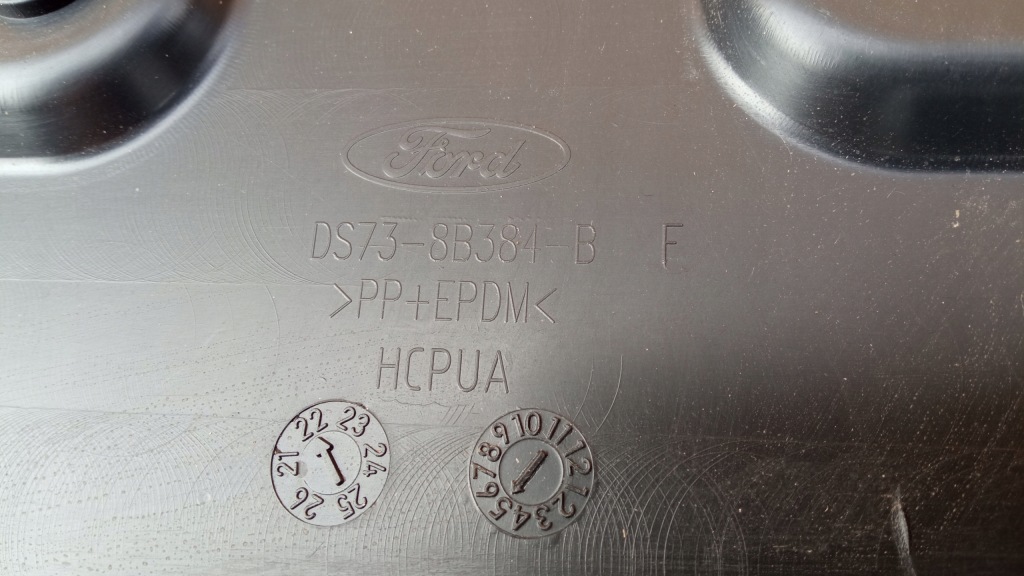 Ford
DS73-8B384-B E
>PP+EPDM<
HCPUA
21 22 23 24 25 26
1 2 3 4 5 6 7 8 9 10 11 12